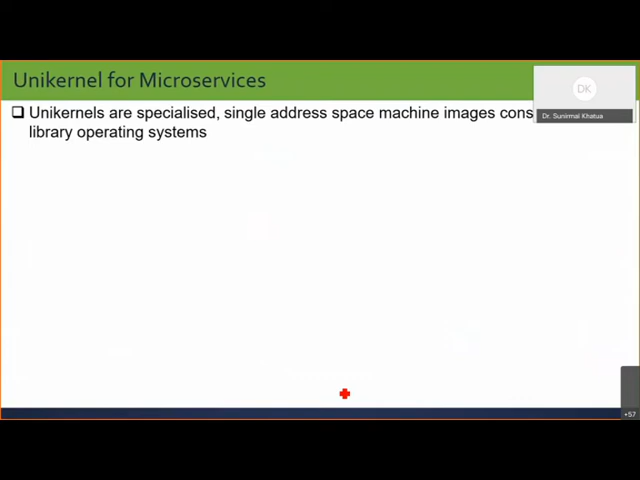 Unikernel for Microservices
DK
Dr. Sunirmal Khatua
Unikernels are specialised, single address space machine images
library operating systems
+57